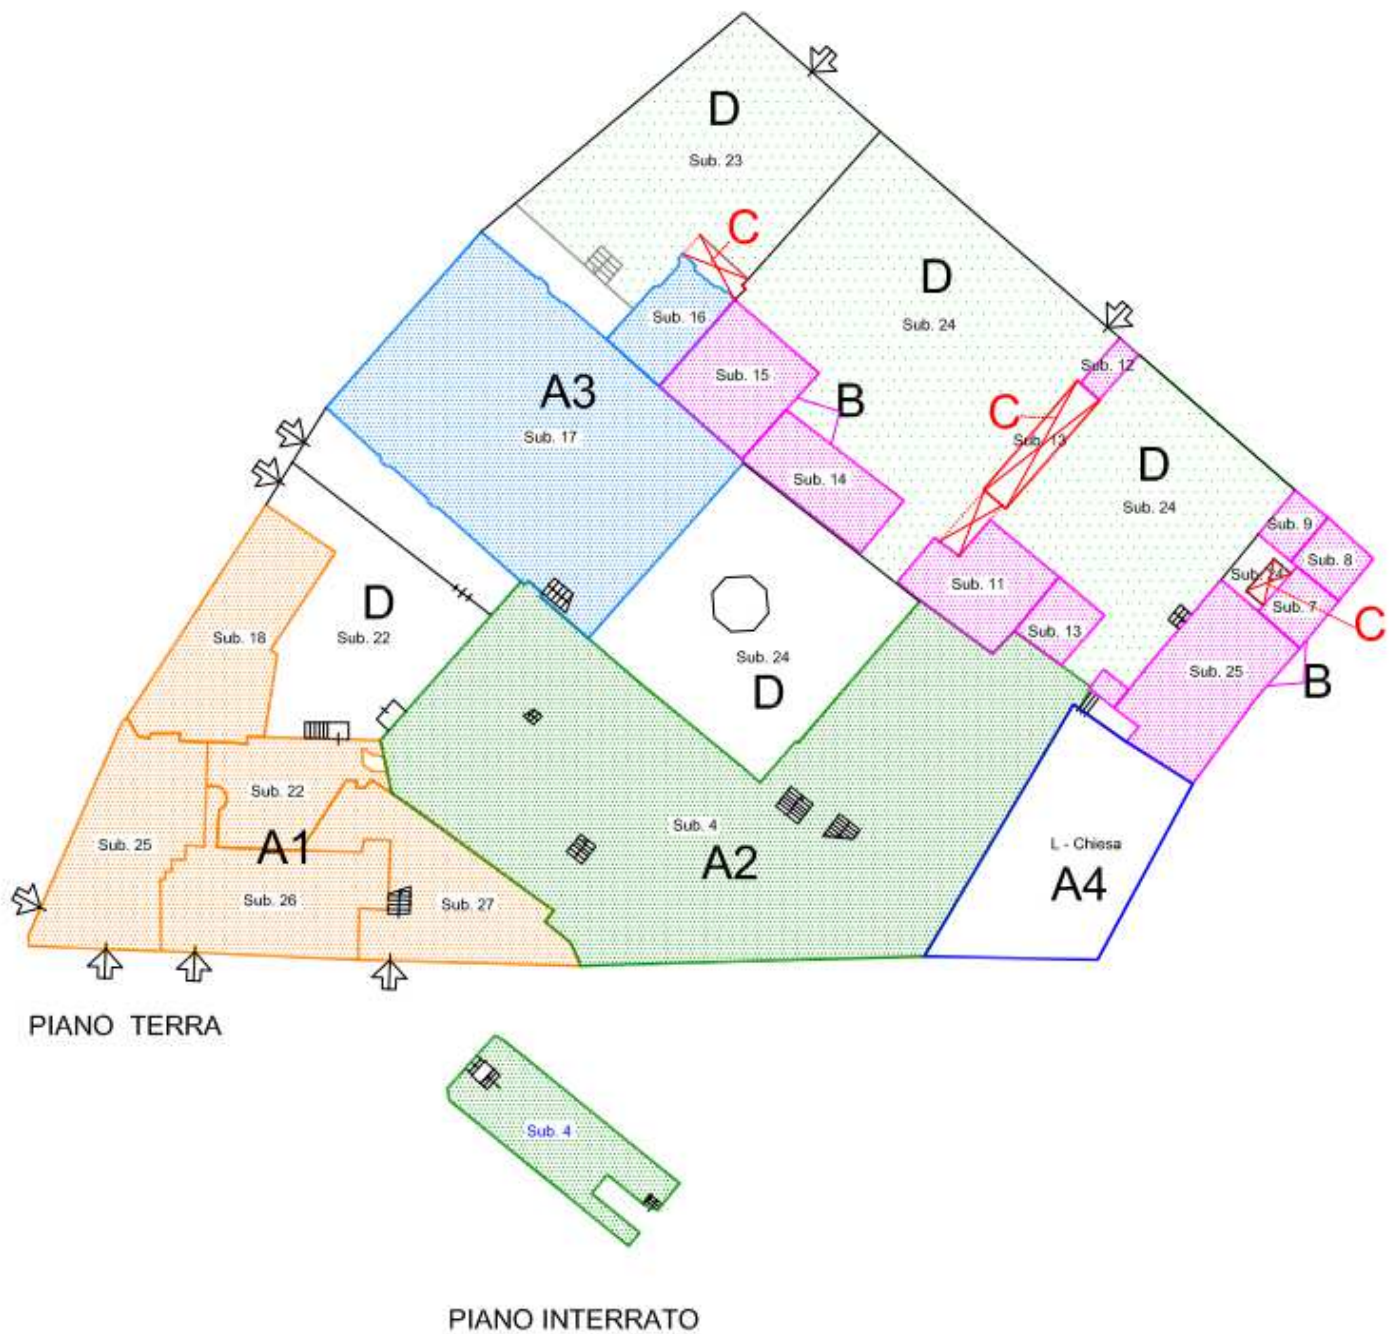 D
Sub. 23
C
D
Sub. 24
Sub. 16
Sub. 12
Sub. 15
A3
B
C
Sub. 17
Sub. 13
D
Sub. 14
Sub. 24
Sub. 9
Sub. 8
Sub. 24
Sub. 11
D
Sub. 7
C
Sub. 18
Sub. 22
Sub. 13
Sub. 24
D
Sub. 25
B
Sub. 22
Sub. 4
Sub. 25
A1
A2
L - Chiesa
A4
Sub. 26
Sub. 27
PIANO TERRA
Sub. 4
PIANO INTERRATO